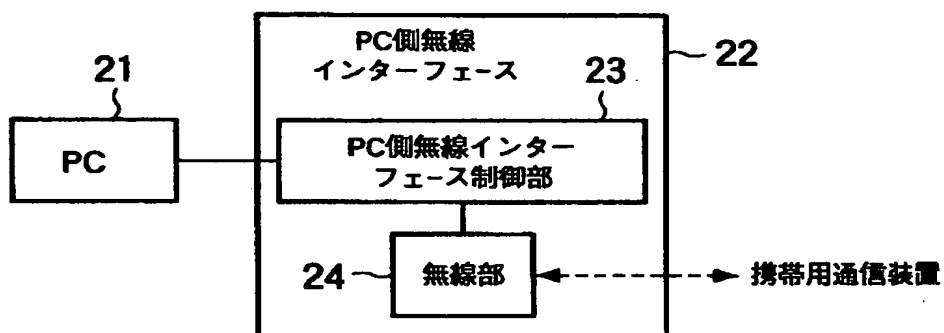 PC側無線
インターフェース
22
21
23
PC
PC側無線インター
フェース制御部
24
無線部
携帯用通信装置